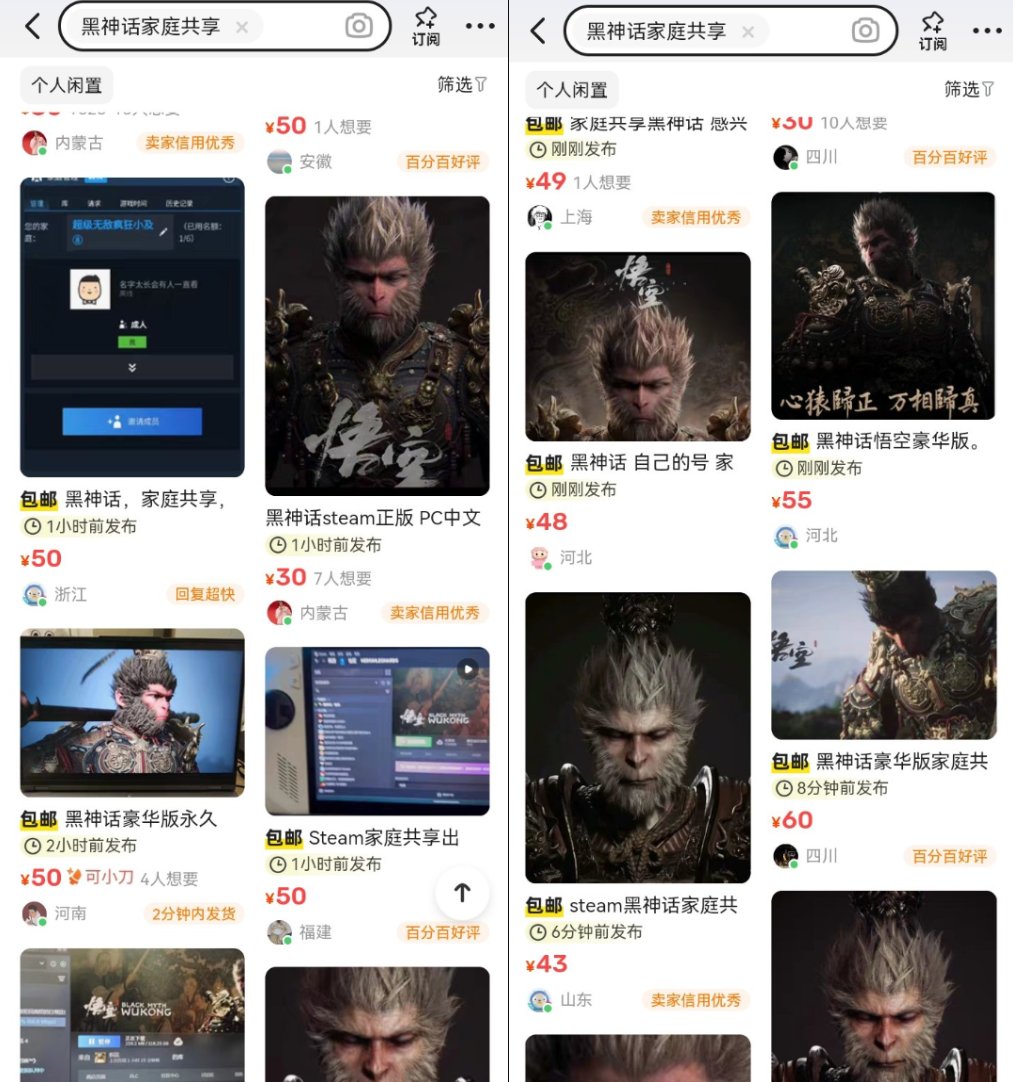 黑神话家庭共享
订阅
个人闲置
筛选
内蒙古
卖家信用优秀
您的家庭:
超级无敌疯狂小及
(已用名额: 1/6)
名字太长会有人一直看
成人
邀请成员
包邮 黑神话，家庭共享，
1小时前发布
¥50
浙江
回复超快
包邮 黑神话豪华版永久
2小时前发布
¥50 可小刀 4人想要
河南
2分钟内发货
悟空
BLACK MYTH
WUKONG
¥50 1人想要
安徽
百分百好评
悟空
黑神话steam正版 PC中文
1小时前发布
¥30 7人想要
内蒙古
卖家信用优秀
悟空
BLACK MYTH
WUKONG
包邮 Steam家庭共享出
1小时前发布
¥50
福建
百分百好评
黑神话家庭共享
订阅
个人闲置
筛选
包邮 家庭共享黑神话 感兴
刚刚发布
¥49 1人想要
上海
卖家信用优秀
悟空
包邮 黑神话 自己的号 家
刚刚发布
¥48
河北
包邮 steam黑神话家庭共
6分钟前发布
¥43
山东
卖家信用优秀
10人想要
四川
百分百好评
心猿歸正 万相歸真
包邮 黑神话悟空豪华版。
刚刚发布
¥55
河北
悟空
包邮 黑神话豪华版家庭共
8分钟前发布
¥60
四川
百分百好评